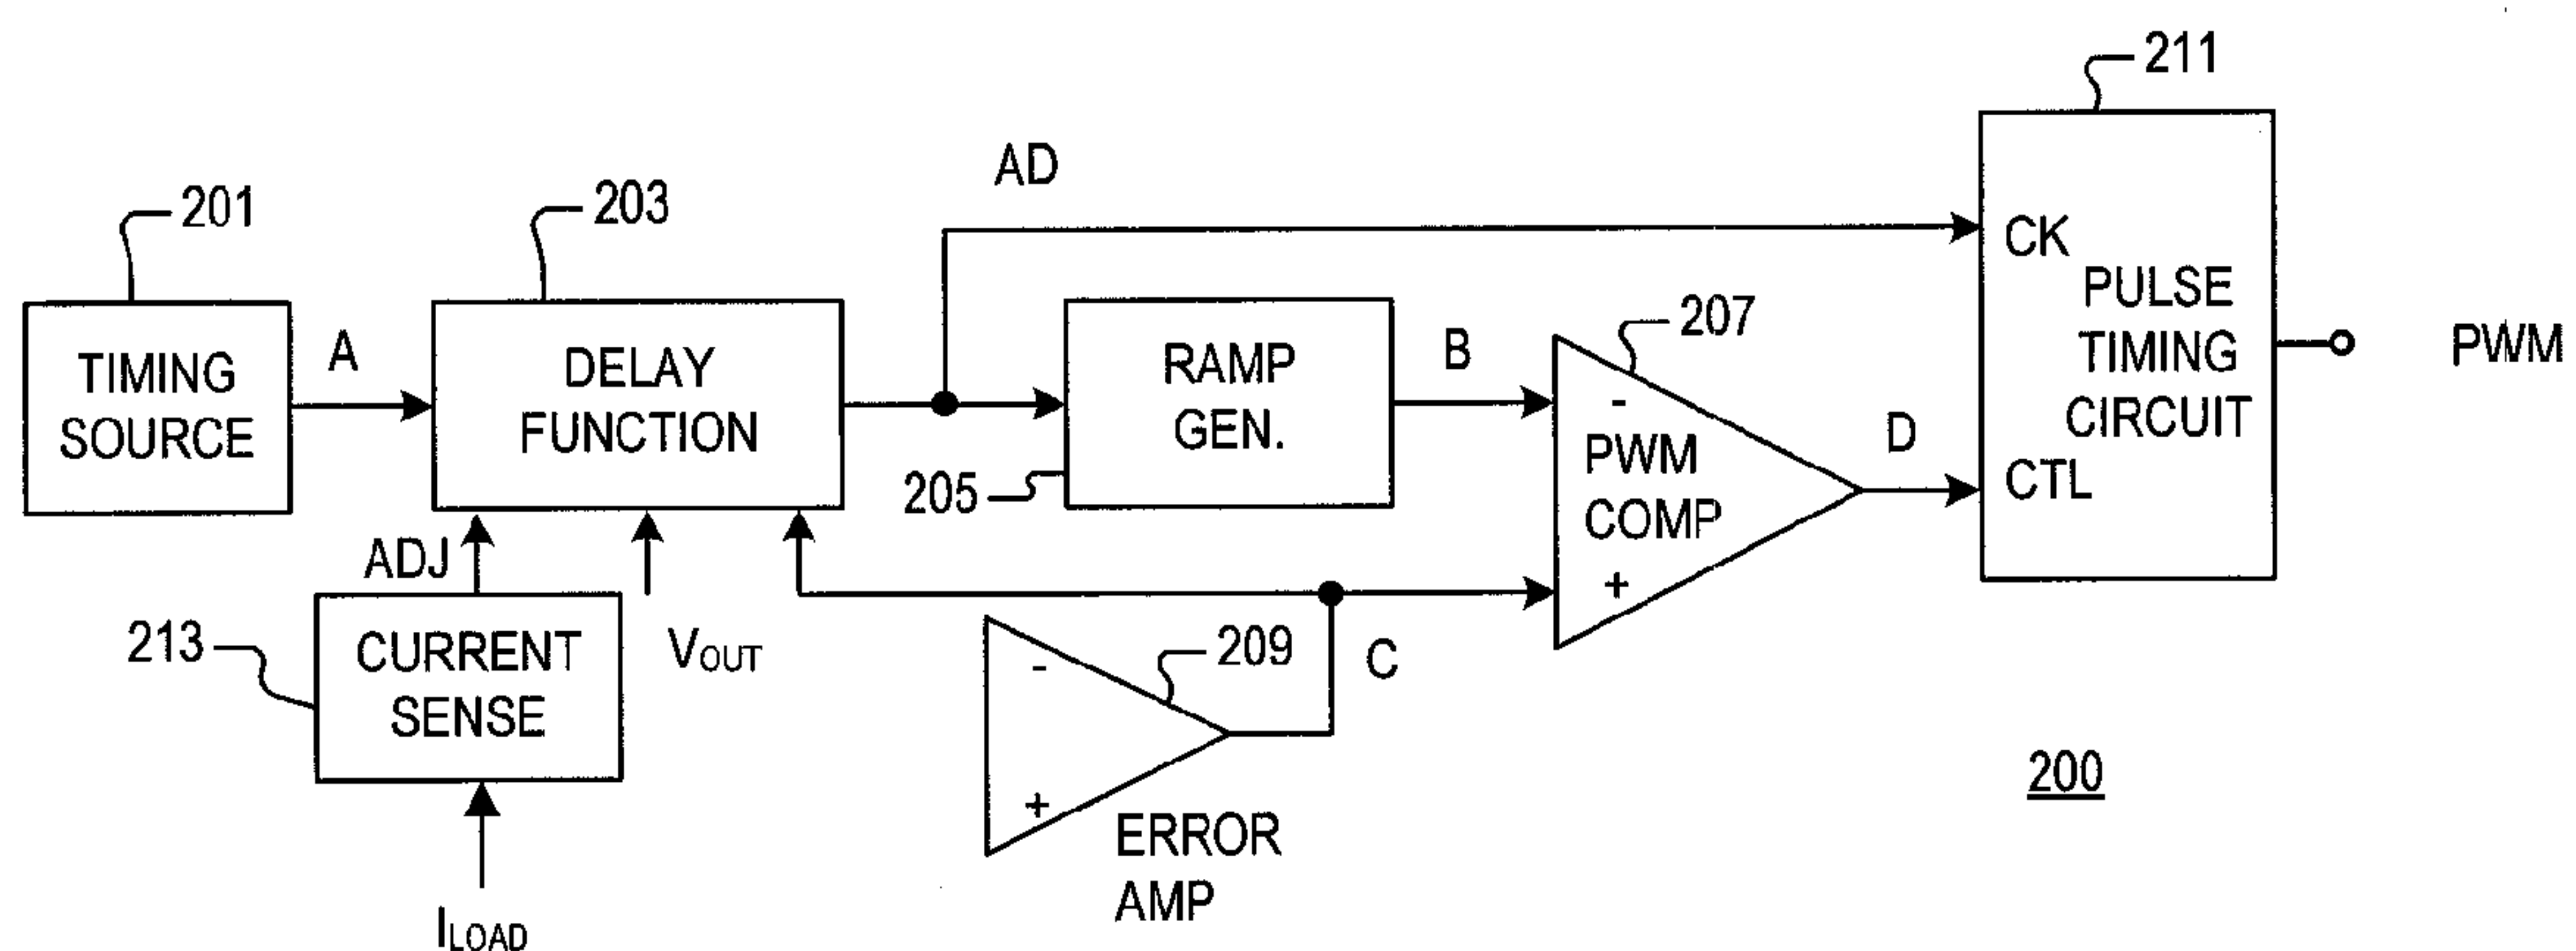 211
AD
201
203
CK
PULSE
TIMING
CIRCUIT
CTL
207
PWM
TIMING
SOURCE
A
DELAY
FUNCTION
RAMP
GEN.
B
205
-
PWM
COMP
+
D
ADJ
213
CURRENT
SENSE
VOUT
-
209
C
+
ERROR
AMP
200
ILOAD